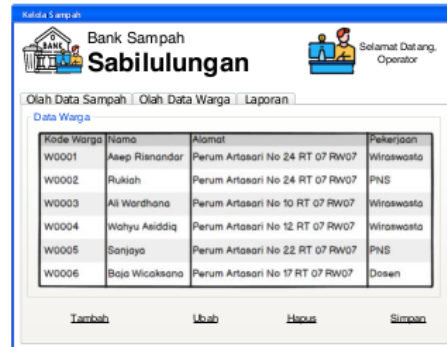 Kelola Sampah
BANK
Bank Sampah
Sabilulungan
Selamat Datang,
Operator
Olah Data Sampah Olah Data Warga Laporan
Data Warga
Kode Warga Nama Alamat Pekerjaan
W0001 Asep Risnandar Perum Artasari No 24 RT 07 RW07 Wiraswasta
W0002 Rukiah Perum Artasari No 24 RT 07 RW07 PNS
W0003 Ali Wardhana Perum Artasari No 10 RT 07 RW07 Wiraswasta
W0004 Wahyu Asiddiq Perum Artasari No 12 RT 07 RW07 Wiraswasta
W0005 Sanjaya Perum Artasari No 22 RT 07 RW07 PNS
W0006 Baja Wicaksana Perum Artasari No 17 RT 07 RW07 Dosen
Tambah Ubah Hapus Simpan